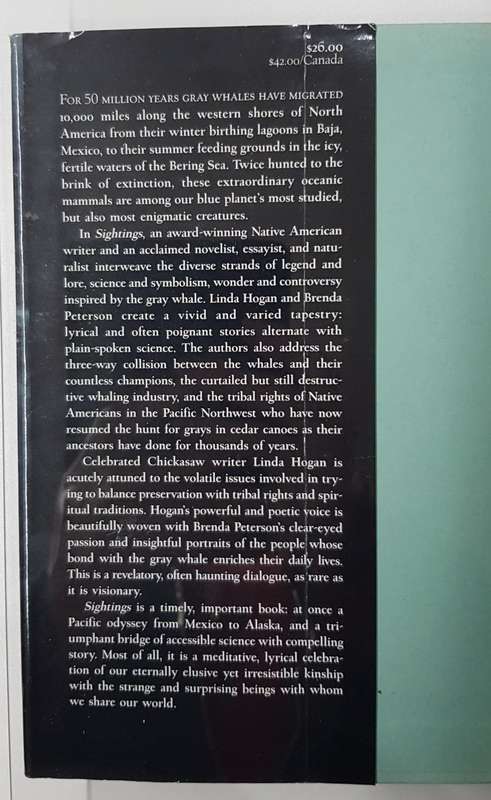 $26.00
$42.00/Canada
FOR 50 MILLION YEARS GRAY WHALES HAVE MIGRATED
10,000 miles along the western shores of North
America from their winter birthing lagoons in Baja,
Mexico, to their summer feeding grounds in the icy,
fertile waters of the Bering Sea. Twice hunted to the
brink of extinction, these extraordinary oceanic
mammals are among our blue planet's most studied,
but also most enigmatic creatures.
In Sightings, an award-winning Native American
writer and an acclaimed novelist, essayist, and natu-
ralist interweave the diverse strands of legend and
lore, science and symbolism, wonder and controversy
inspired by the gray whale. Linda Hogan and Brenda
Peterson create a vivid and varied tapestry:
lyrical and often poignant stories alternate with
plain-spoken science. The authors also address the
three-way collision between the whales and their
countless champions, the curtailed but still destruc-
tive whaling industry, and the tribal rights of Native
Americans in the Pacific Northwest who have now
resumed the hunt for grays in cedar canoes as their
ancestors have done for thousands of years.
Celebrated Chickasaw writer Linda Hogan is
acutely attuned to the volatile issues involved in try-
ing to balance preservation with tribal rights and spir-
itual traditions. Hogan's powerful and poetic voice is
beautifully woven with Brenda Peterson's clear-eyed
passion and insightful portraits of the people whose
bond with the gray whale enriches their daily lives.
This is a revelatory, often haunting dialogue, as rare as
it is visionary.
Sightings is a timely, important book: at once a
Pacific odyssey from Mexico to Alaska, and a tri-
umphant bridge of accessible science with compelling
story. Most of all, it is a meditative, lyrical celebra-
tion of our eternally elusive yet irresistible kinship
with the strange and surprising beings with whom
we share our world.